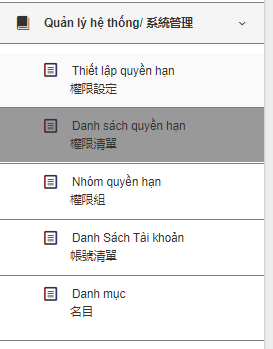 Quản lý hệ thống/ 系統管理
Thiết lập quyền hạn
權限設定
Danh sách quyền hạn
權限清單
Nhóm quyền hạn
權限組
Danh Sách Tài khoản
帳號清單
Danh mục
名目